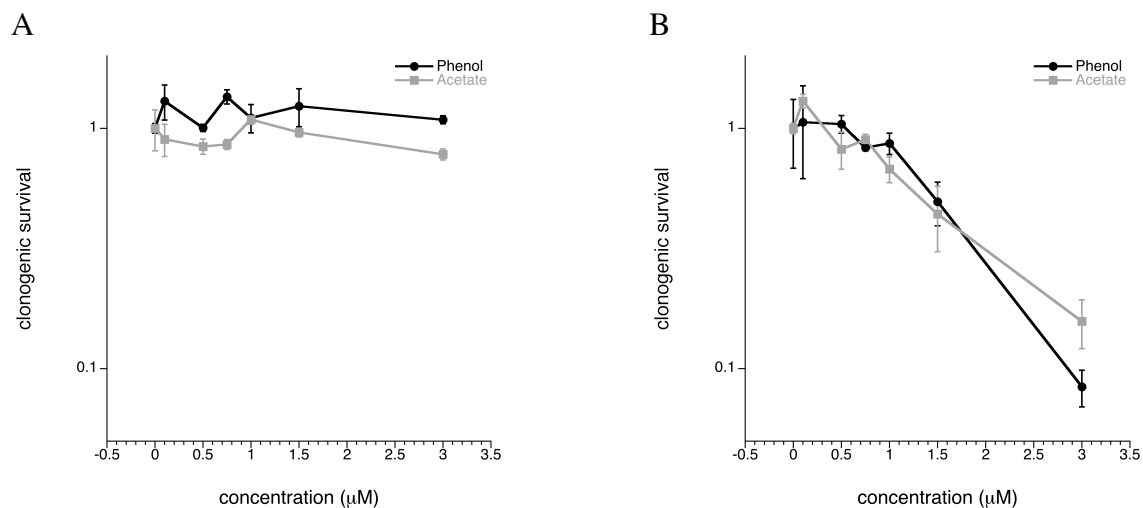 A
Phenol
Acetate
1
0.1
clonogenic survival
-0.5 0 0.5 1 1.5 2 2.5 3 3.5
concentration (μM)
B
Phenol
Acetate
1
0.1
clonogenic survival
-0.5 0 0.5 1 1.5 2 2.5 3 3.5
concentration (μM)